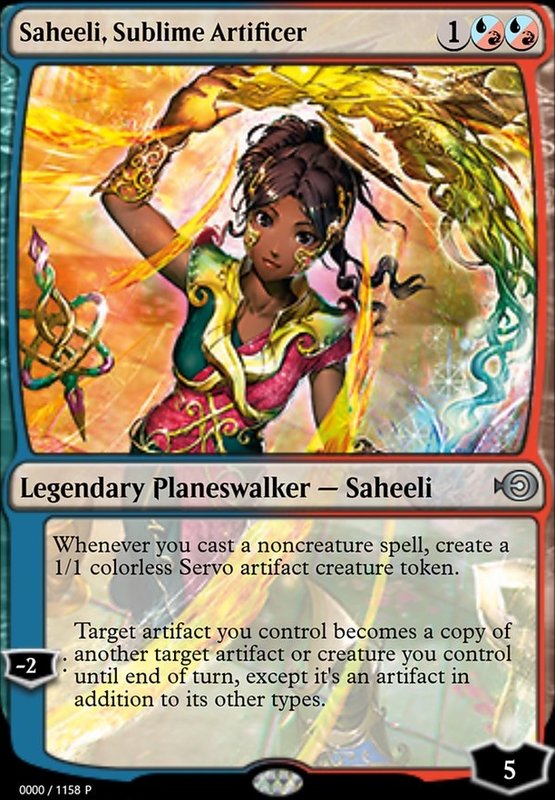 Saheeli, Sublime Artificer 1
Legendary Planeswalker — Saheeli
Whenever you cast a noncreature spell, create a
1/1 colorless Servo artifact creature token.
Target artifact you control becomes a copy of
-2 : another target artifact or creature you control
until end of turn, except it's an artifact in
addition to its other types.
5
0000 / 1158 P